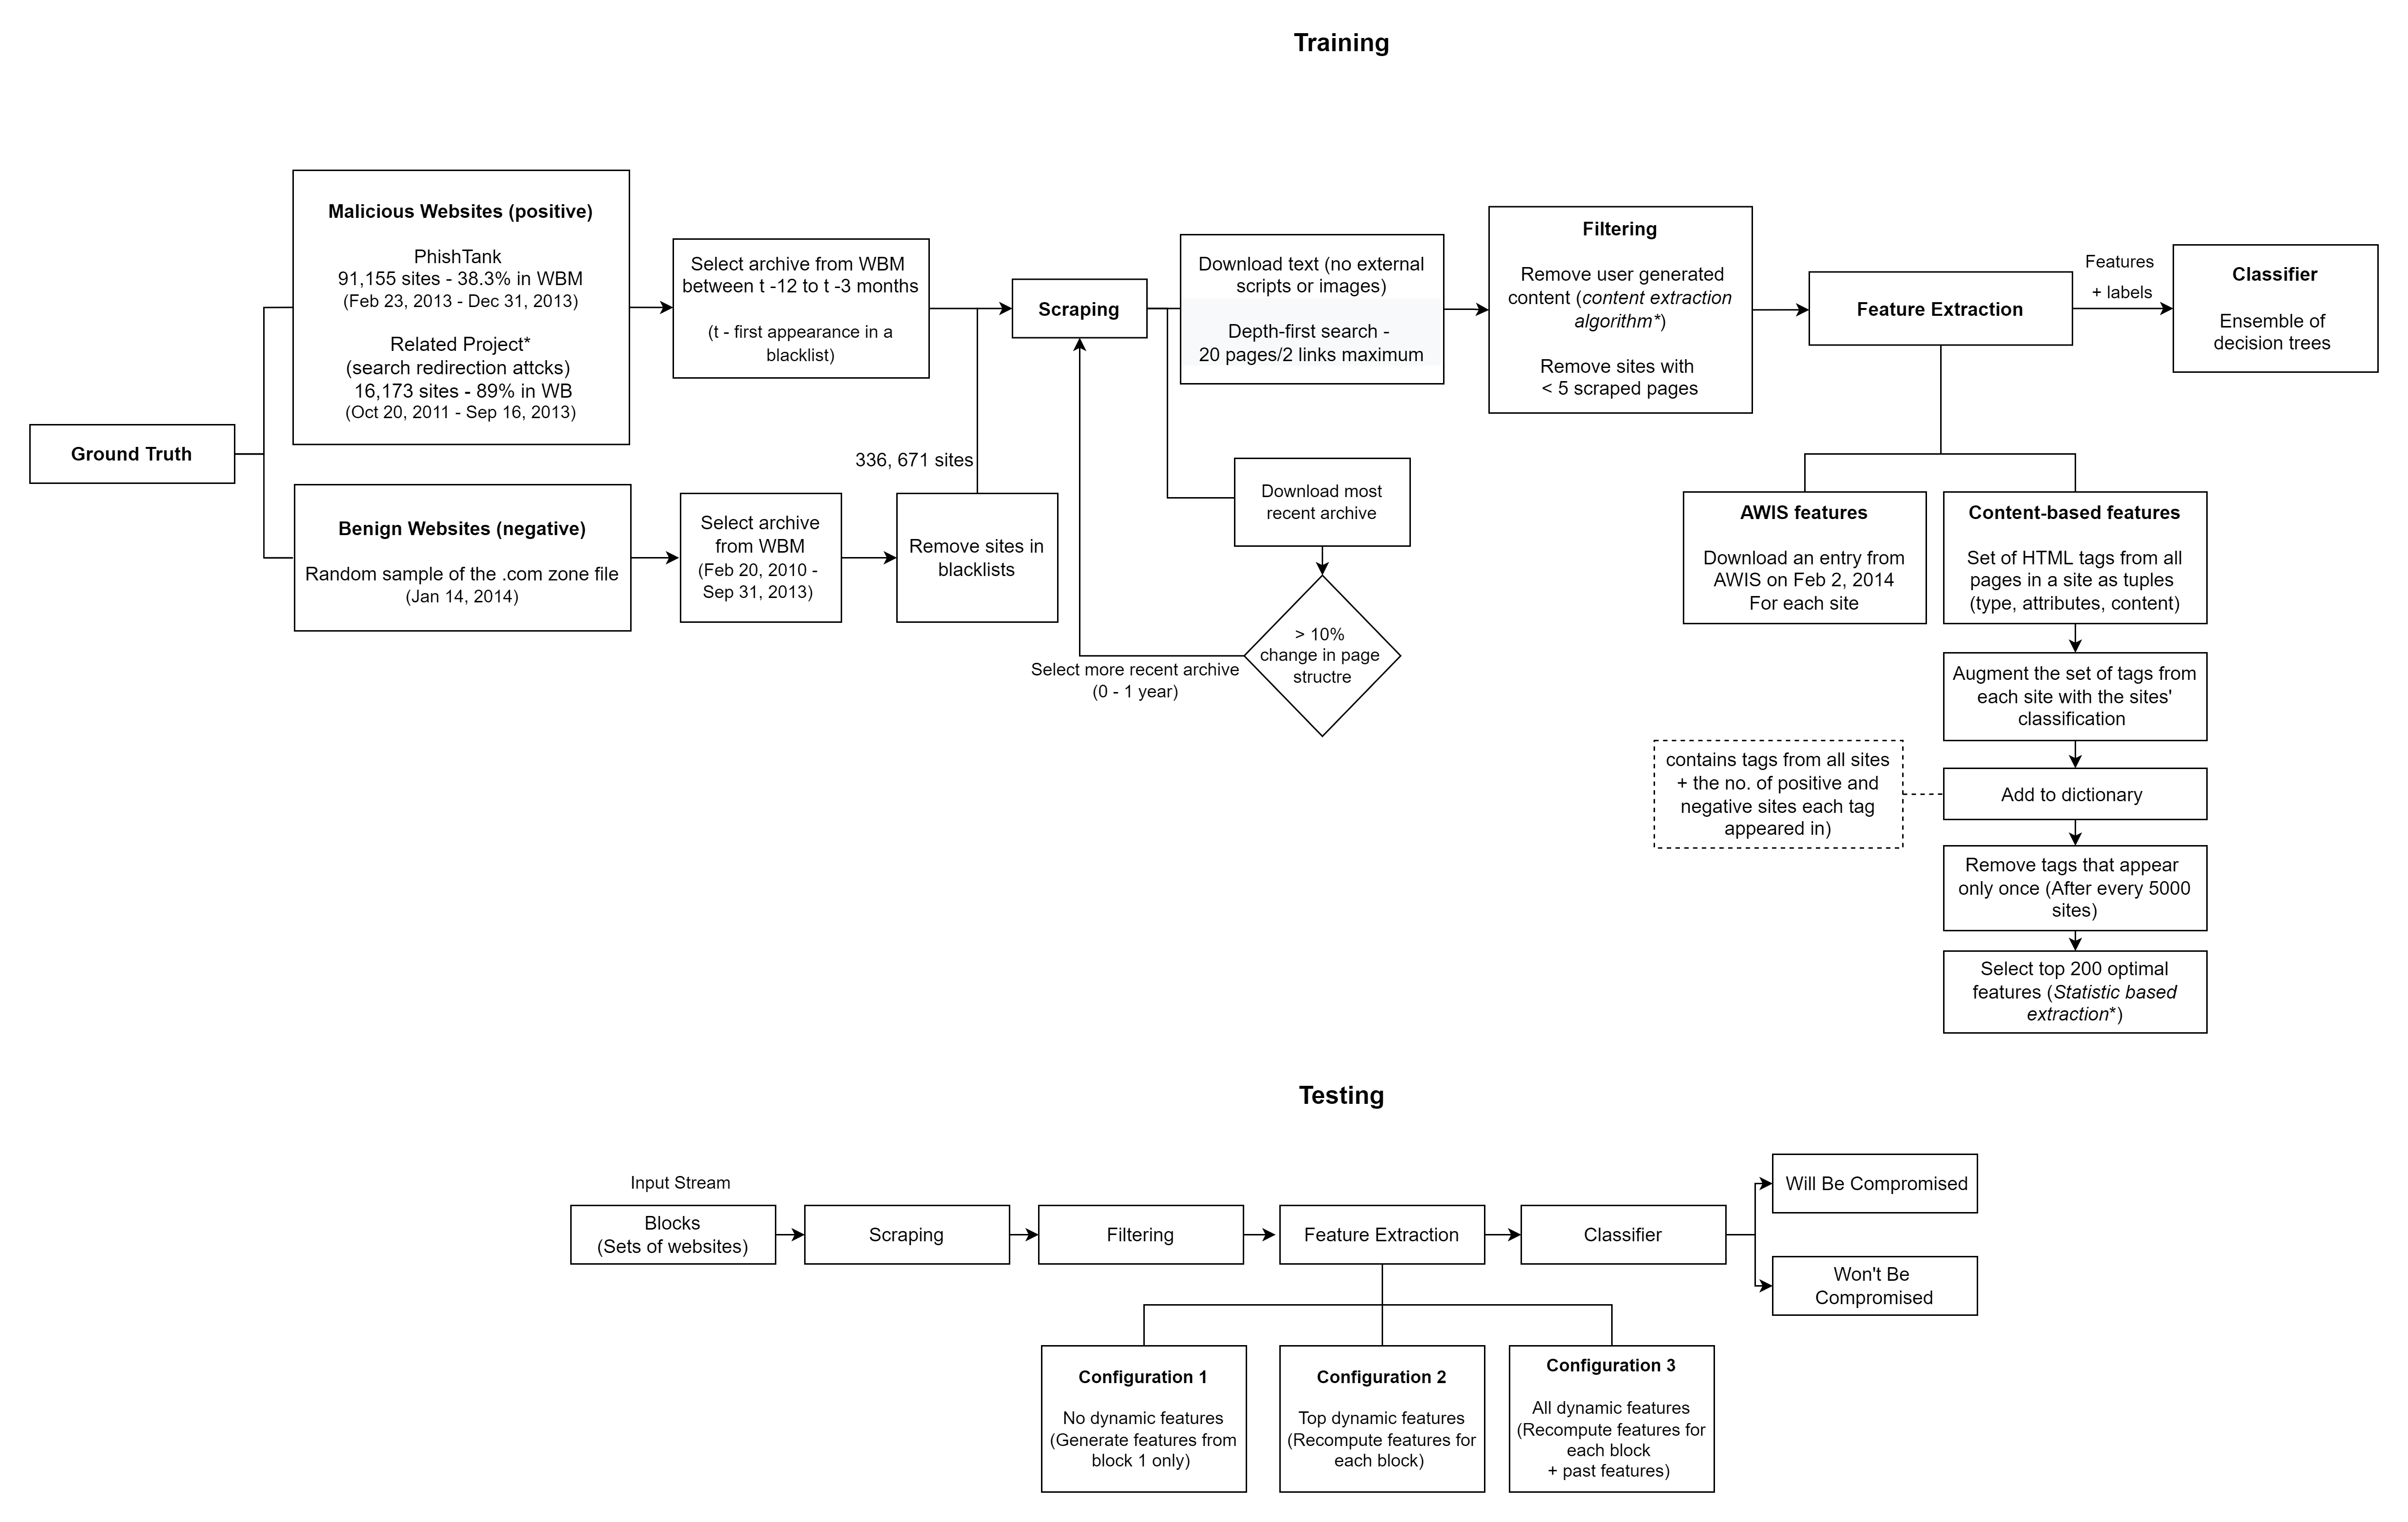 Training
Ground Truth
Malicious Websites (positive)
PhishTank
91,155 sites - 38.3% in WBM
(Feb 23, 2013 - Dec 31, 2013)
Related Project*
(search redirection attcks)
16,173 sites - 89% in WB
(Oct 20, 2011 - Sep 16, 2013)
Benign Websites (negative)
Random sample of the .com zone file
(Jan 14, 2014)
Select archive from WBM
between t -12 to t -3 months
(t - first appearance in a
blacklist)
Select archive
from WBM
(Feb 20, 2010 -
Sep 31, 2013)
Remove sites in
blacklists
336, 671 sites
Scraping
Download text (no external
scripts or images)
Depth-first search -
20 pages/2 links maximum
Download most
recent archive
> 10%
change in page
structre
Select more recent archive
(0 - 1 year)
Filtering
Remove user generated
content (content extraction
algorithm*)
Remove sites with
< 5 scraped pages
Feature Extraction
Features
+ labels
Classifier
Ensemble of
decision trees
AWIS features
Download an entry from
AWIS on Feb 2, 2014
For each site
Content-based features
Set of HTML tags from all
pages in a site as tuples
(type, attributes, content)
Augment the set of tags from
each site with the sites'
classification
contains tags from all sites
+ the no. of positive and
negative sites each tag
appeared in)
Add to dictionary
Remove tags that appear
only once (After every 5000
sites)
Select top 200 optimal
features (Statistic based
extraction*)
Testing
Input Stream
Blocks
(Sets of websites)
Scraping
Filtering
Feature Extraction
Classifier
Will Be Compromised
Won't Be
Compromised
Configuration 1
No dynamic features
(Generate features from
block 1 only)
Configuration 2
Top dynamic features
(Recompute features for
each block)
Configuration 3
All dynamic features
(Recompute features for
each block
+ past features)